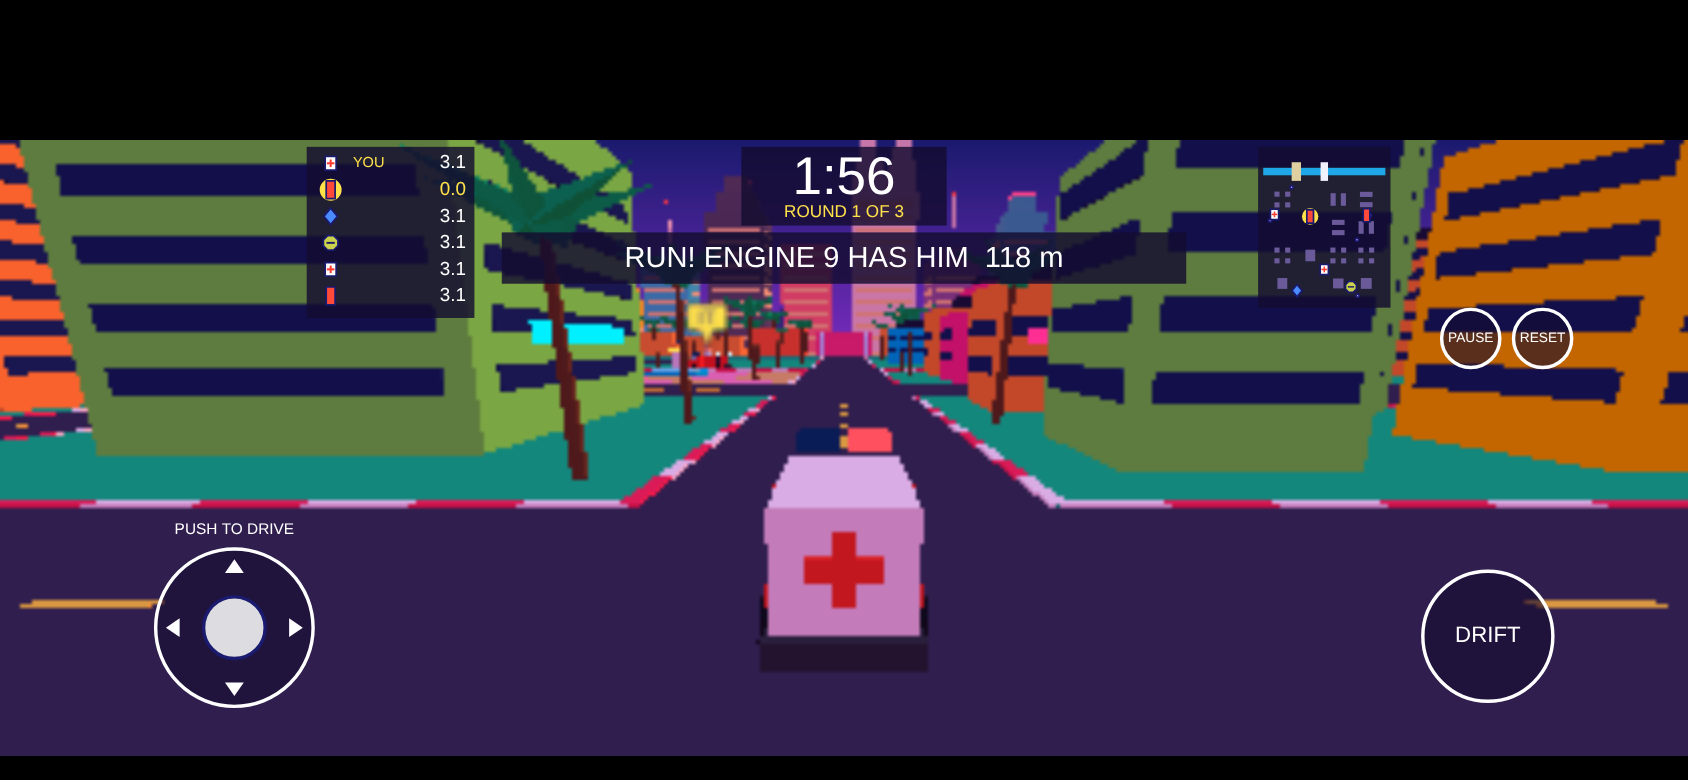 YOU 3.1
0.0
3.1
3.1
3.1
3.1
1:56
ROUND 1 OF 3
RUN! ENGINE 9 HAS HIM 118 m
PAUSE RESET
PUSH TO DRIVE
DRIFT